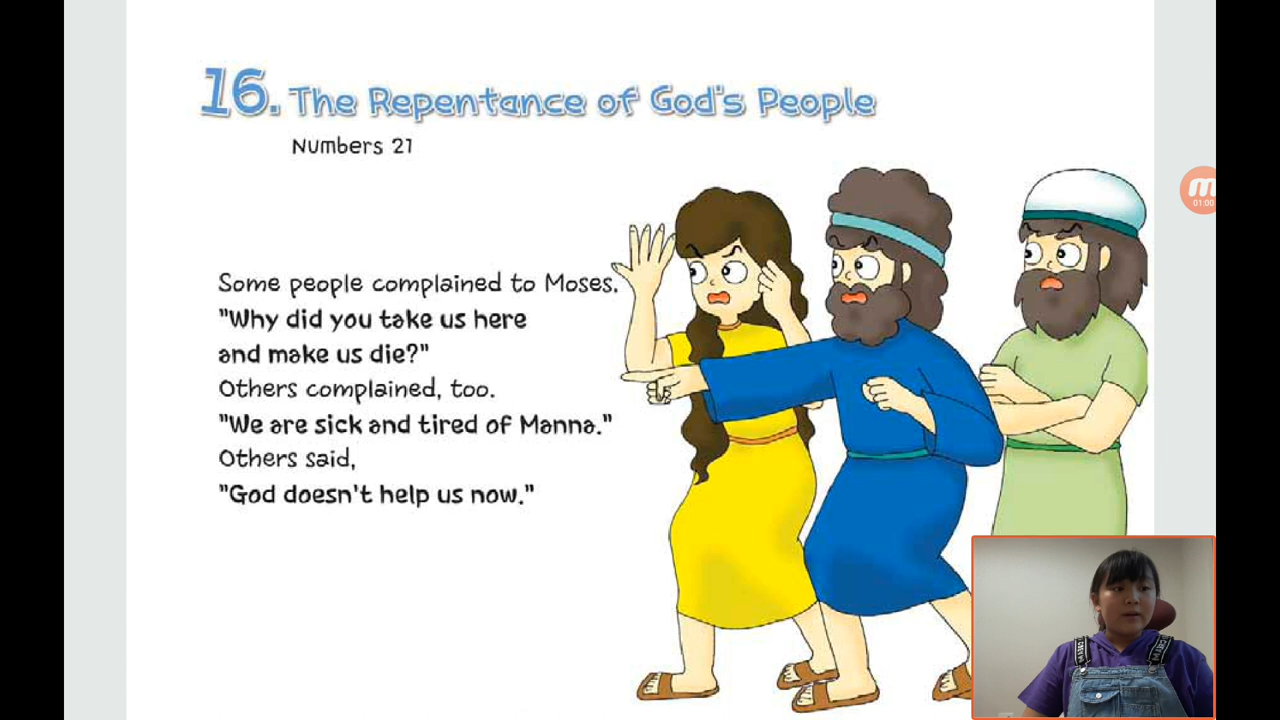 16. The Repentance of God's People
Numbers 21
Some people complained to Moses.
"Why did you take us here
and make us die?"
Others complained, too.
"We are sick and tired of Manna."
Others said,
"God doesn't help us now."
M
01:00